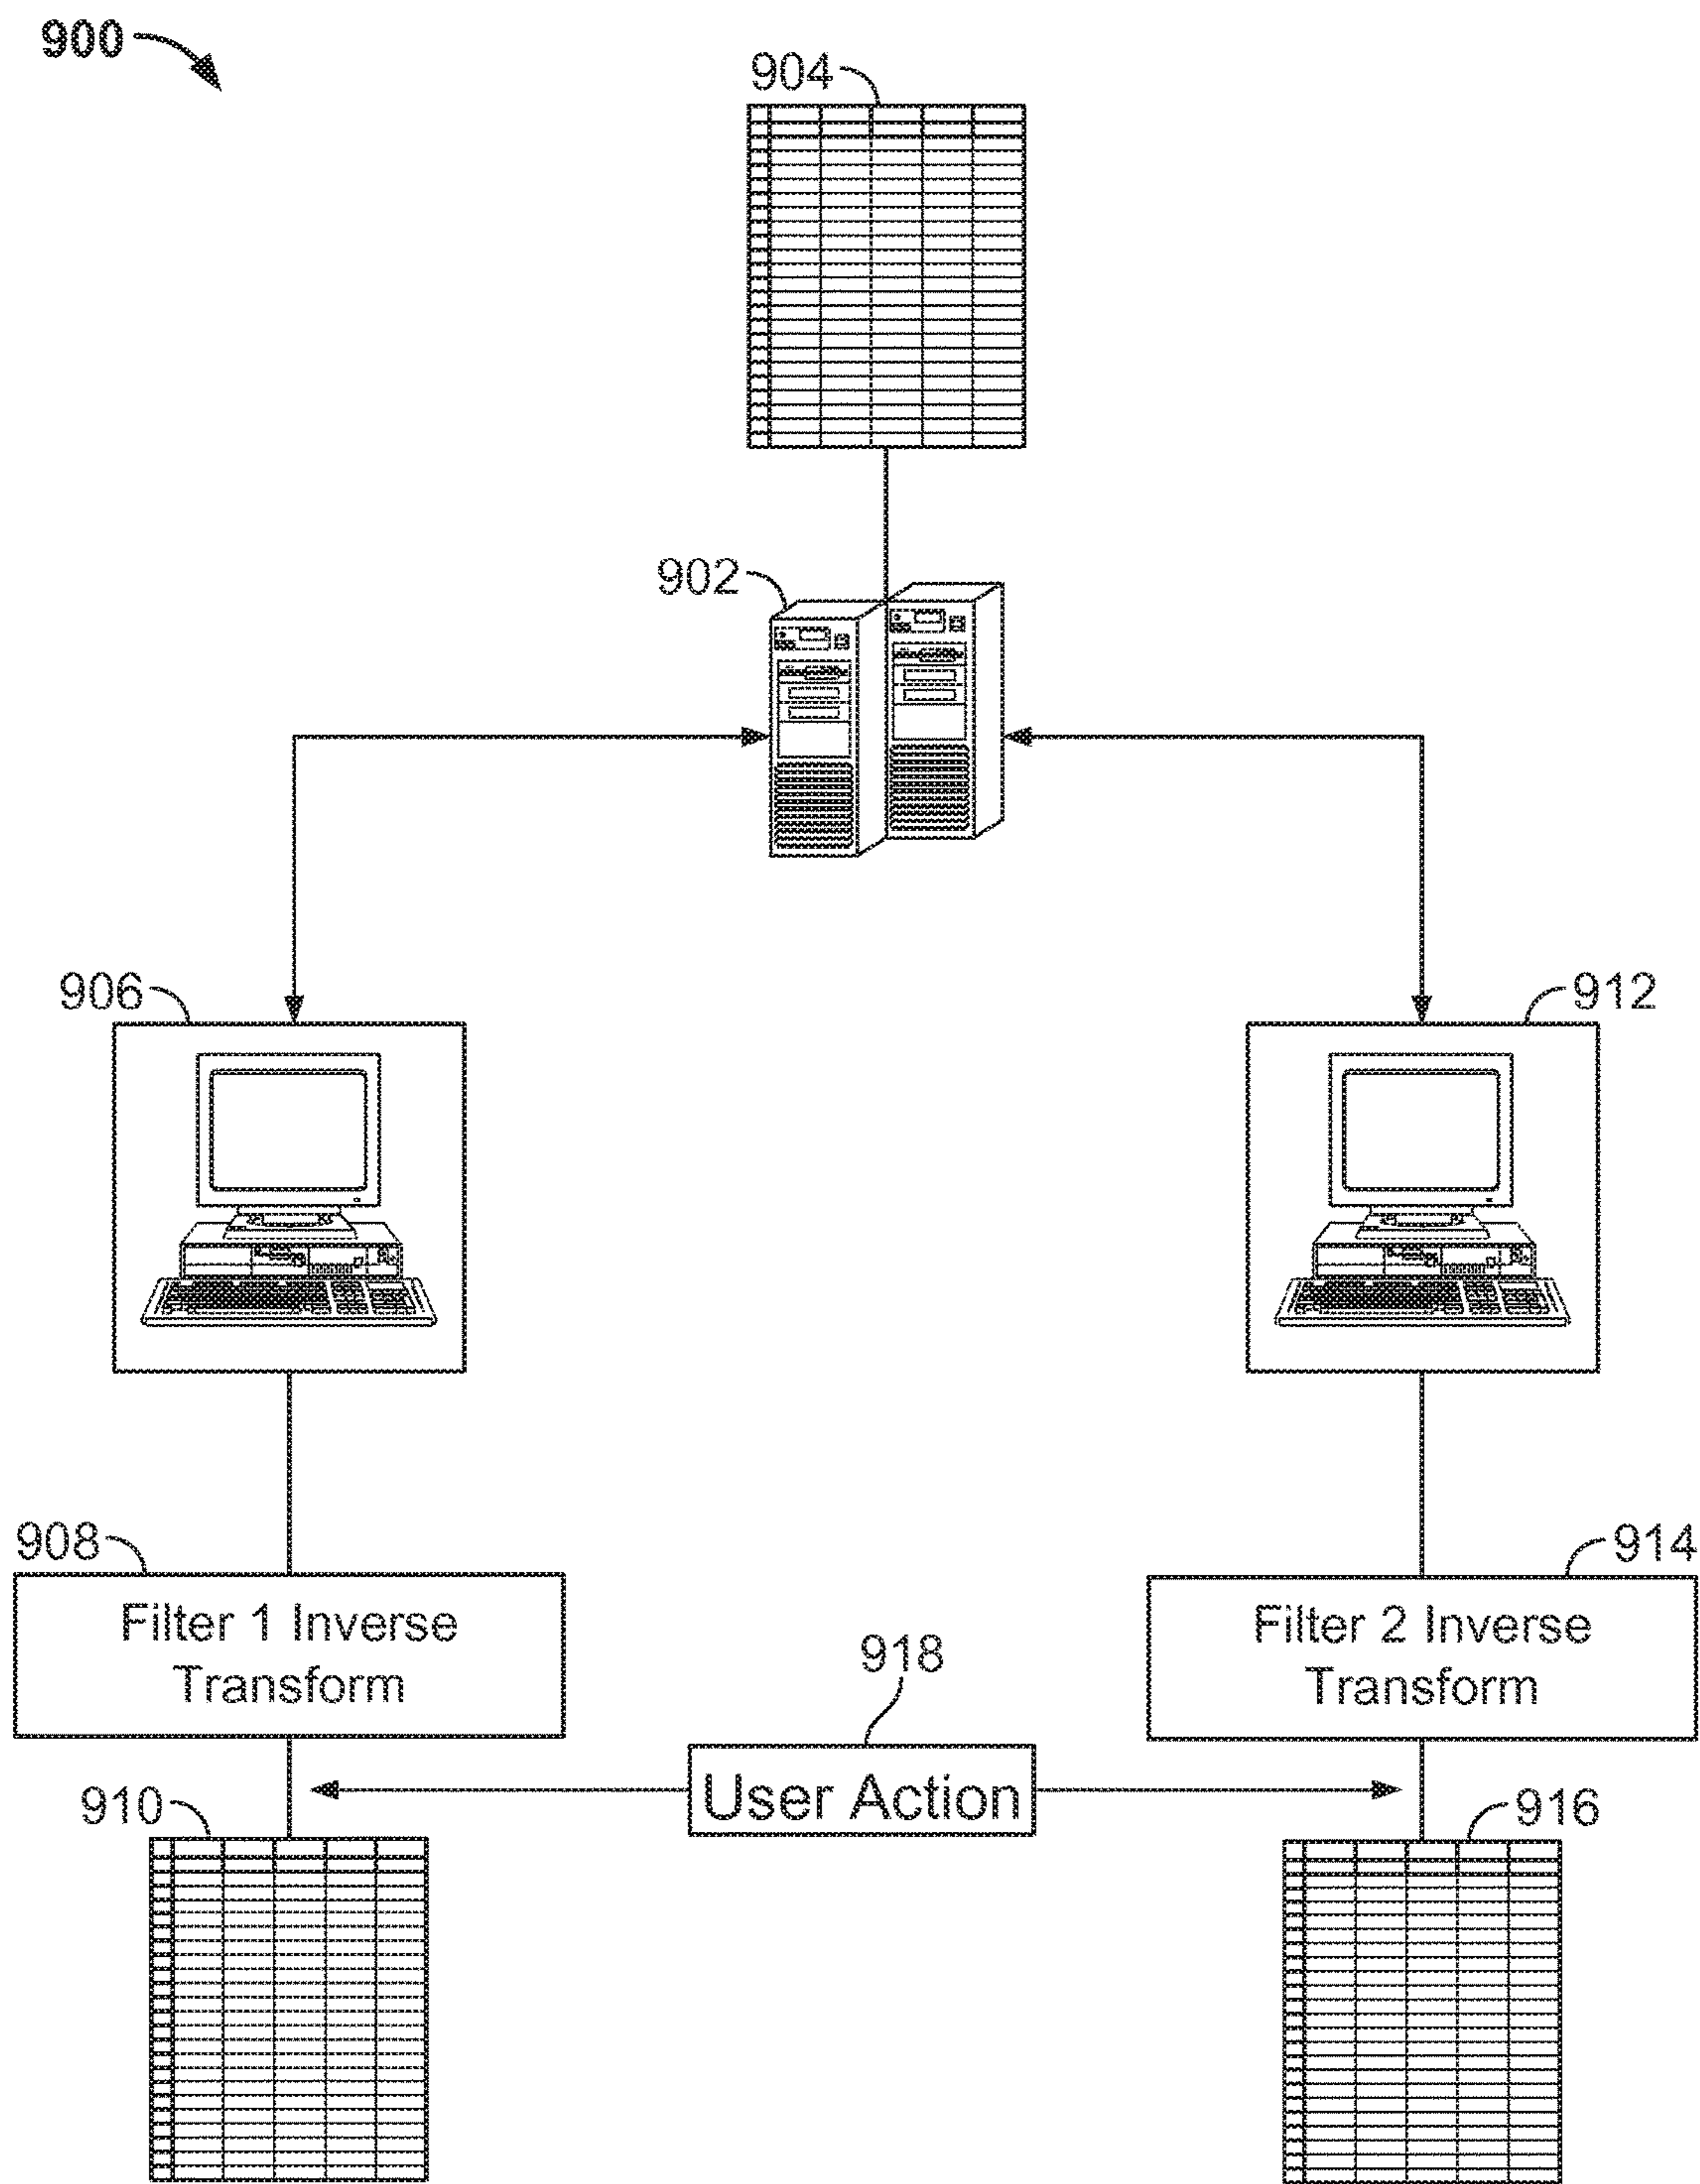 900
904
902
906
912
908
914
Filter 1 Inverse
Transform
Filter 2 Inverse
Transform
918
User Action
910
916